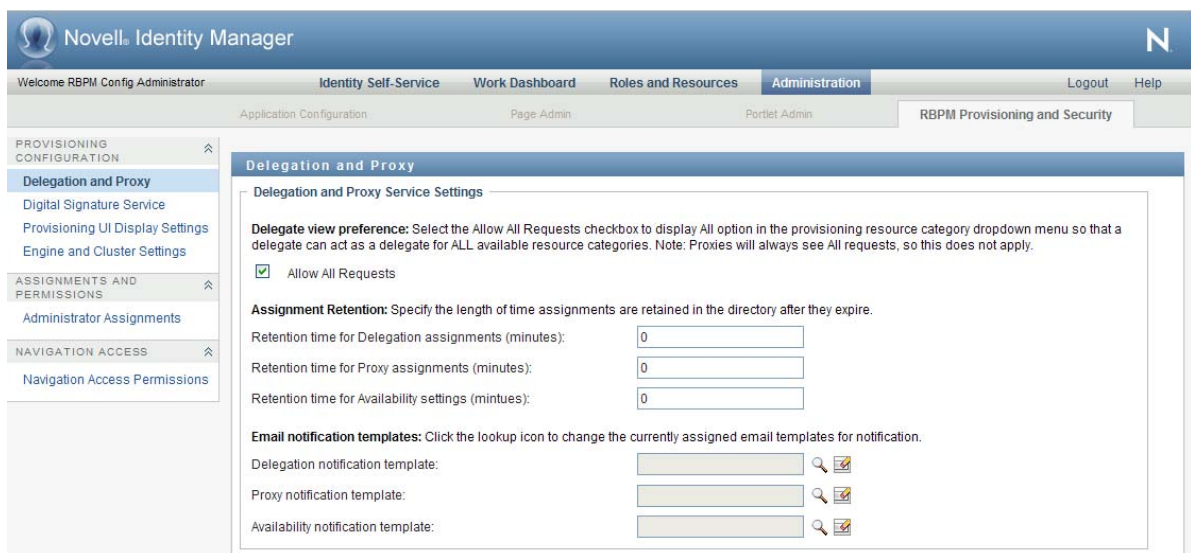 Novell® Identity Manager
N
Welcome RBPM Config Administrator
Identity Self-Service
Work Dashboard
Roles and Resources
Administration
Logout
Help
Application Configuration
Page Admin
Portlet Admin
RBPM Provisioning and Security
PROVISIONING
CONFIGURATION
Delegation and Proxy
Digital Signature Service
Provisioning UI Display Settings
Engine and Cluster Settings
ASSIGNMENTS AND
PERMISSIONS
Administrator Assignments
NAVIGATION ACCESS
Navigation Access Permissions
Delegation and Proxy
Delegation and Proxy Service Settings
Delegate view preference: Select the Allow All Requests checkbox to display All option in the provisioning resource category dropdown menu so that a
delegate can act as a delegate for ALL available resource categories. Note: Proxies will always see All requests, so this does not apply.
Allow All Requests
Assignment Retention: Specify the length of time assignments are retained in the directory after they expire.
Retention time for Delegation assignments (minutes): 0
Retention time for Proxy assignments (minutes): 0
Retention time for Availability settings (mintues): 0
Email notification templates: Click the lookup icon to change the currently assigned email templates for notification.
Delegation notification template:
Proxy notification template:
Availability notification template: